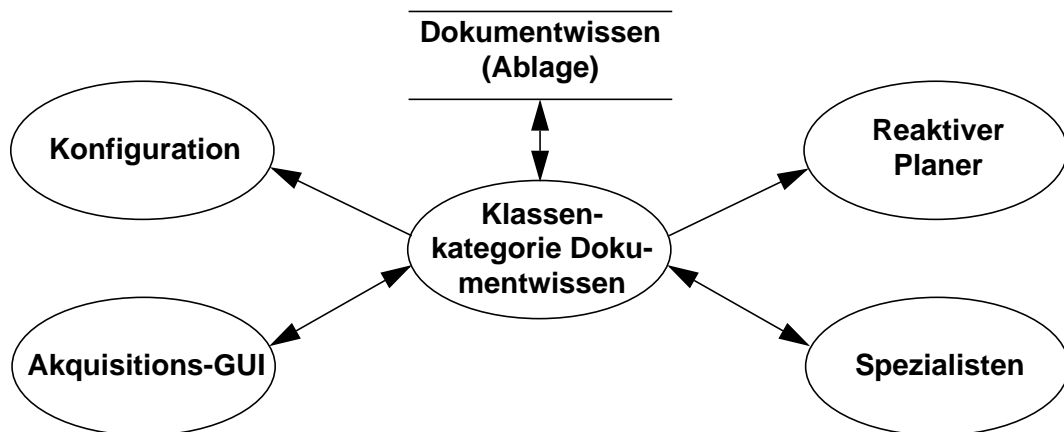 Dokumentwissen
(Ablage)
Konfiguration
Reaktiver
Planer
Klassen-
kategorie Doku-
mentwissen
Akquisitions-GUI
Spezialisten